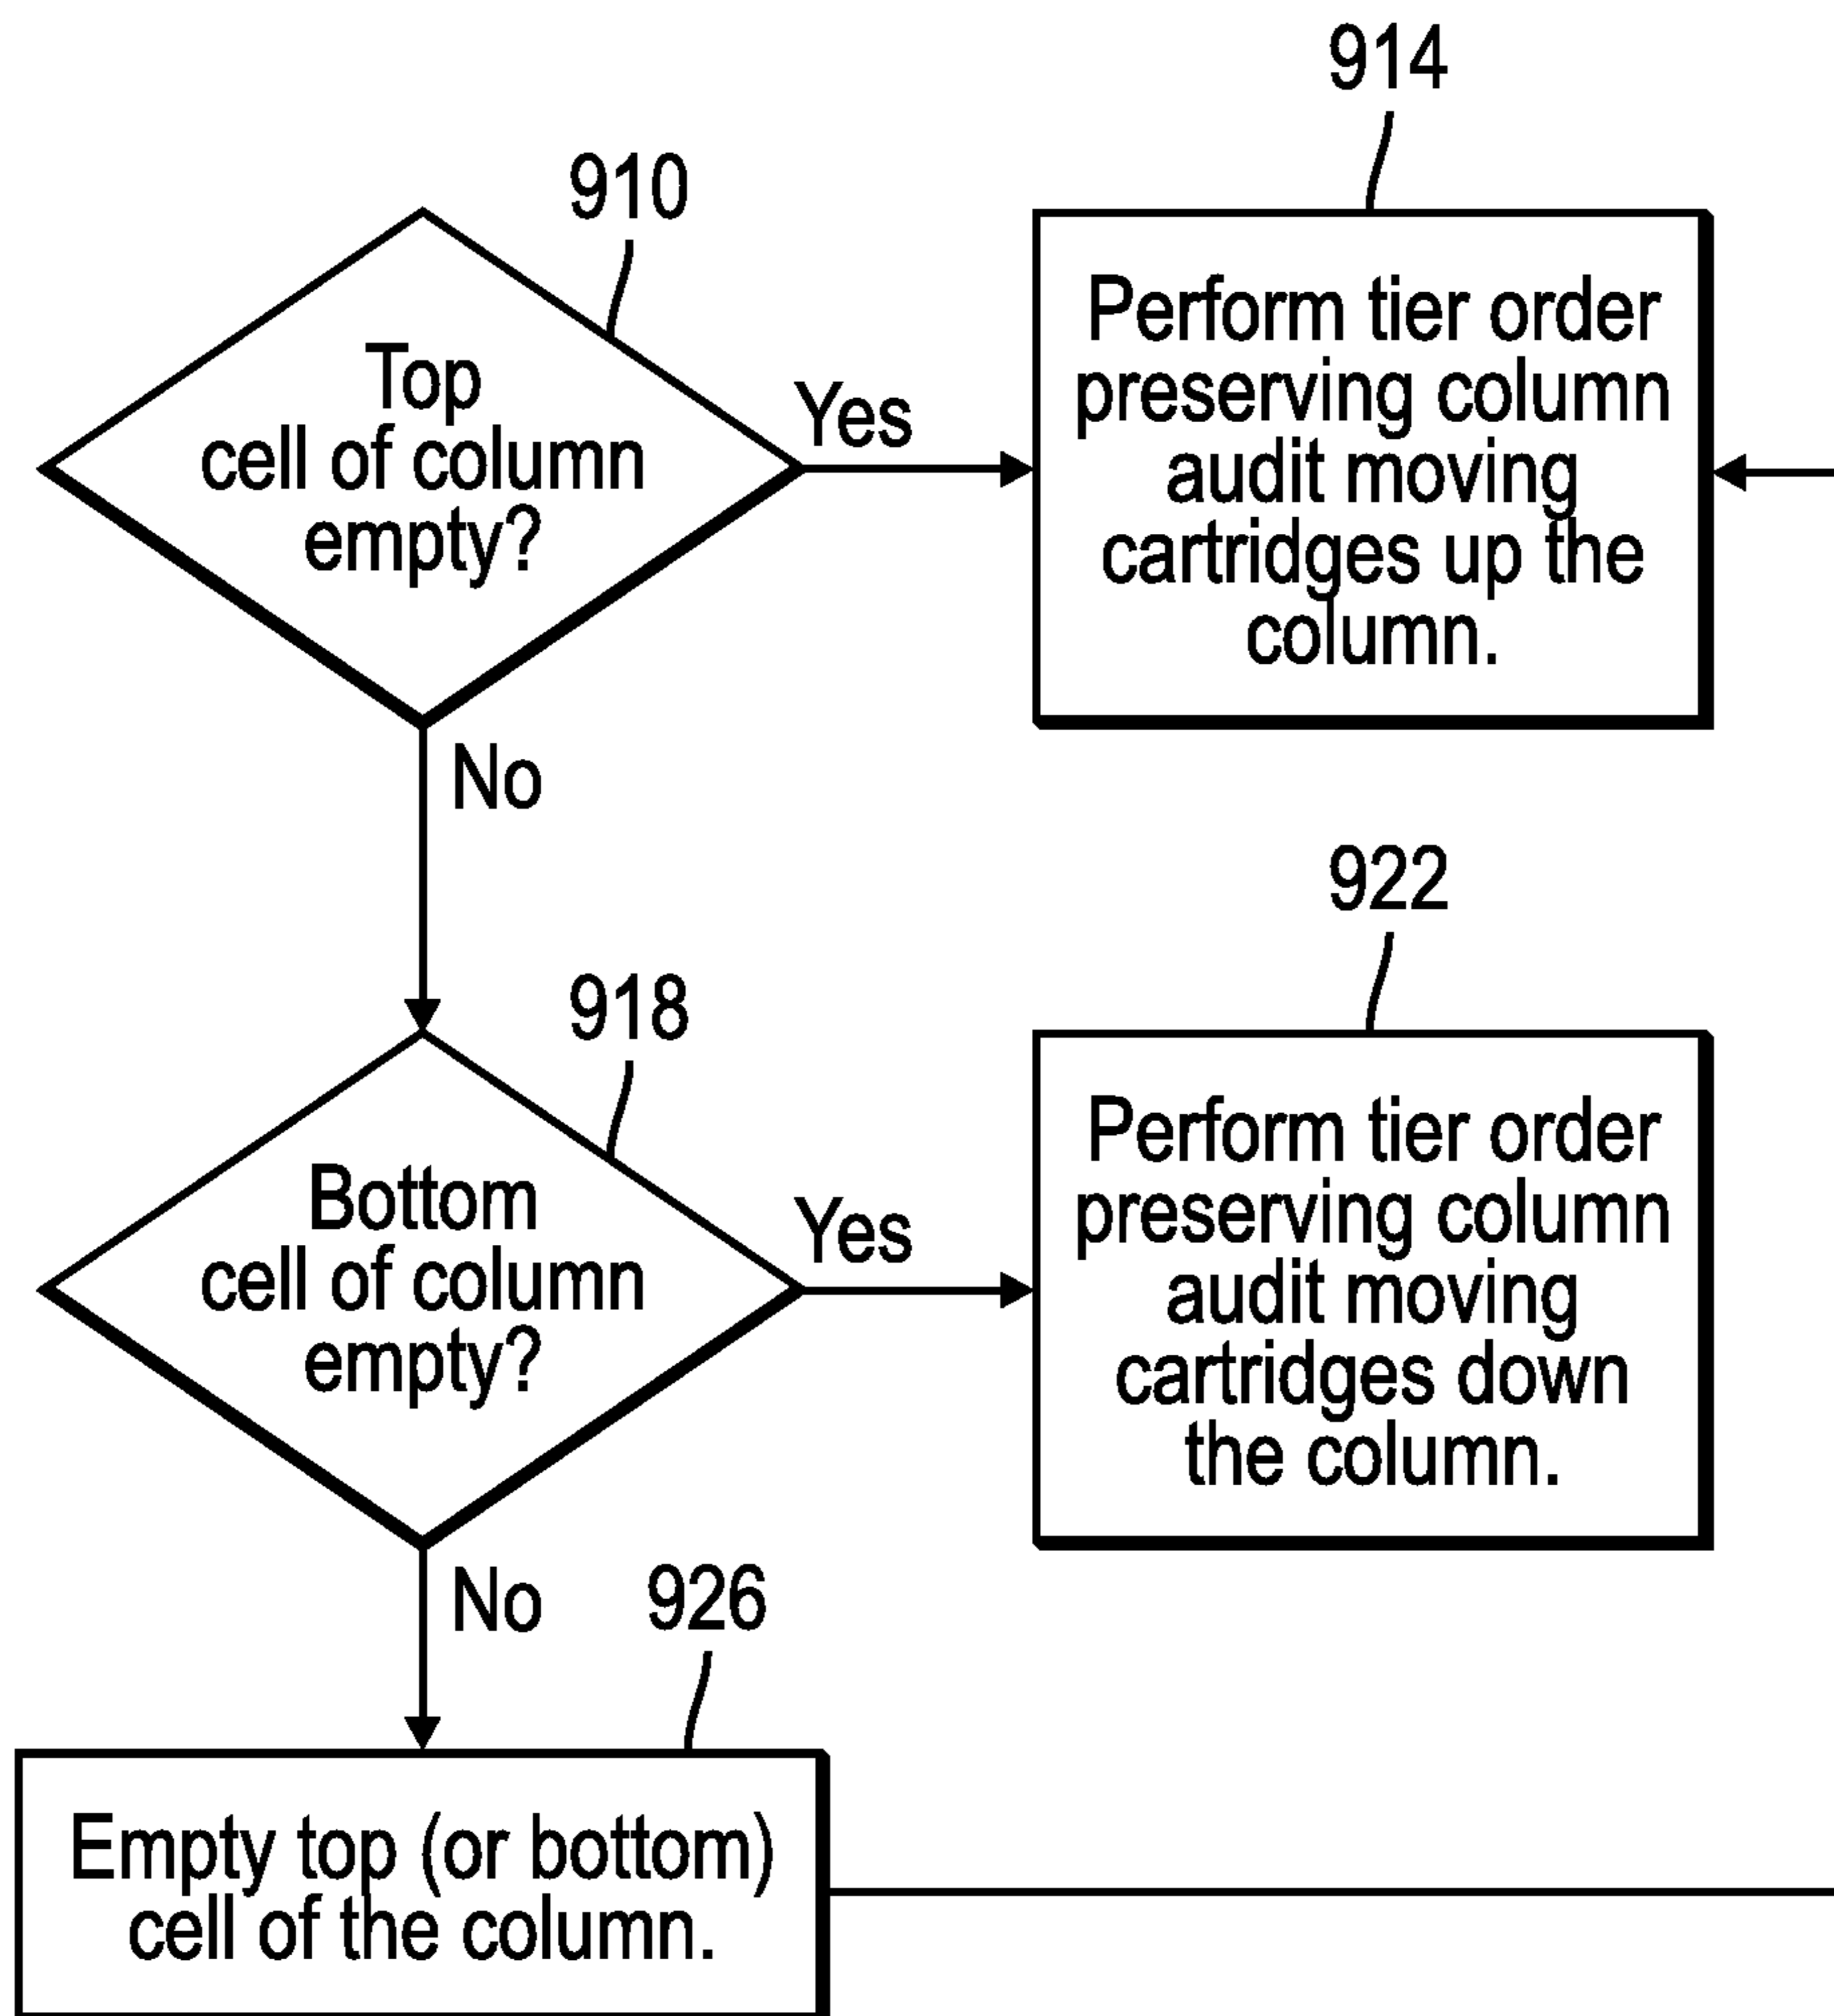 910
Top
cell of column
empty?
Yes
914
Perform tier order
preserving column
audit moving
cartridges up the
column.
No
918
Bottom
cell of column
empty?
Yes
922
Perform tier order
preserving column
audit moving
cartridges down
the column.
No
926
Empty top (or bottom)
cell of the column.